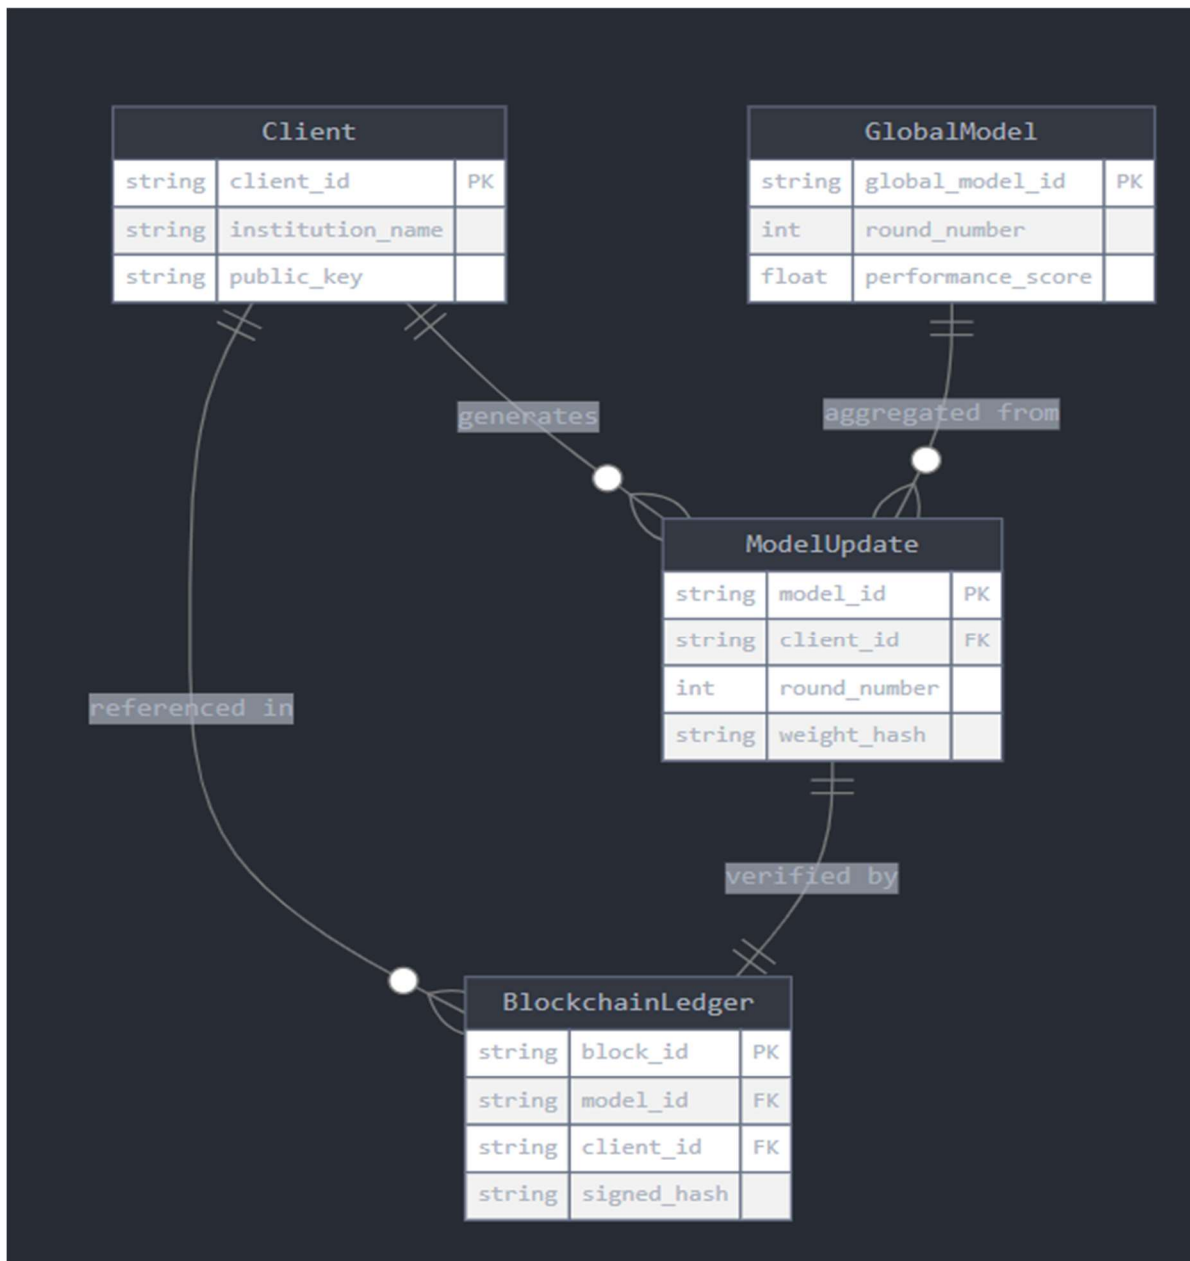 Client
string client_id PK
string institution_name
string public_key
GlobalModel
string global_model_id PK
int round_number
float performance_score
generates
aggregated from
ModelUpdate
string model_id PK
string client_id FK
int round_number
string weight_hash
referenced in
verified by
BlockchainLedger
string block_id PK
string model_id FK
string client_id FK
string signed_hash